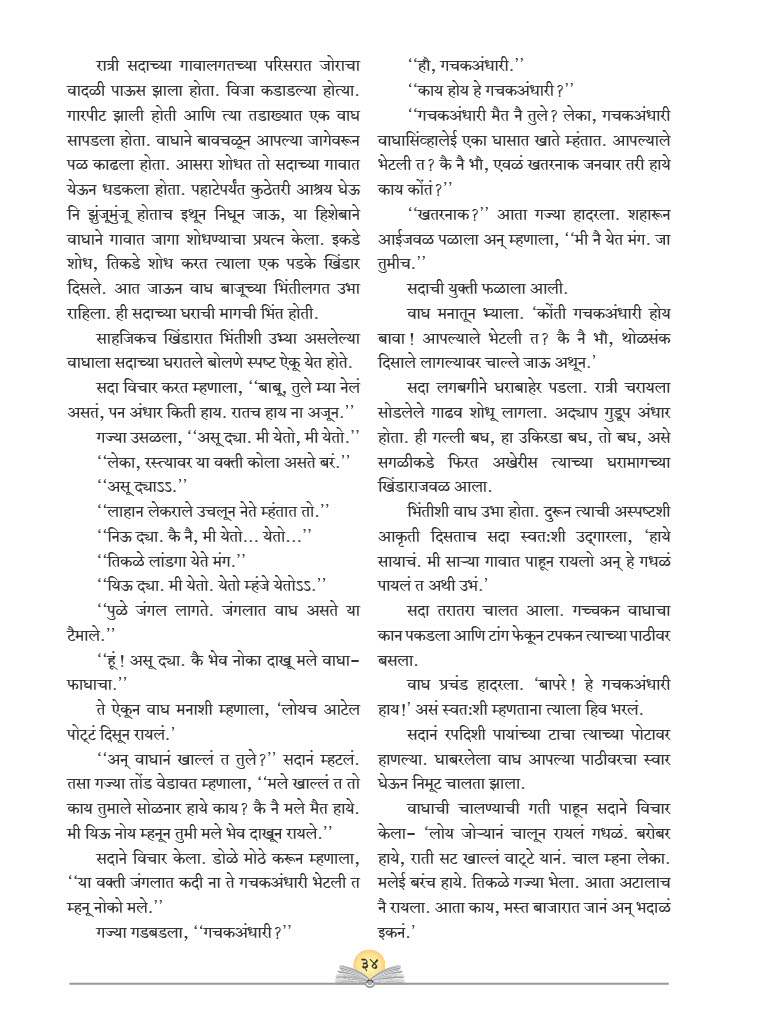 रात्री सदाच्या गावालगतच्या परिसरात जोराचा
वादळी पाऊस झाला होता. विजा कडाडल्या होत्या.
गारपीट झाली होती आणि त्या तडाख्यात एक वाघ
सापडला होता. वाघाने बावचळून आपल्या जागेवरून
पळ काढला होता. आसरा शोधत तो सदाच्या गावात
येऊन धडकला होता. पहाटेपर्यंत कुठेतरी आश्रय घेऊ
नि झुंजूमुंजू होताच इथून निघून जाऊ, या हिशेबाने
वाघाने गावात जागा शोधण्याचा प्रयत्न केला. इकडे
शोध, तिकडे शोध करत त्याला एक पडके खिंडार
दिसले. आत जाऊन वाघ बाजूच्या भिंतीलगत उभा
राहिला. ही सदाच्या घराची मागची भिंत होती.
साहजिकच खिंडारात भिंतीशी उभ्या असलेल्या
वाघाला सदाच्या घरातले बोलणे स्पष्ट ऐकू येत होते.
सदा विचार करत म्हणाला, ‘‘बाबू, तुले म्या नेलं
असतं, पन अंधार किती हाय. रातच हाय ना अजून.’’
गज्या उसळला, ‘‘असू द्या. मी येतो, मी येतो.’’
‘‘लेका, रस्त्यावर या वक्ती कोला असते बरं.’’
‘‘असू द्याऽऽ.’’
‘‘लाहान लेकराले उचलून नेते म्हंतात तो.’’
‘‘निऊ द्या. कै नै, मी येतो... येतो...’’
‘‘तिकळे लांडगा येते मंग.’’
‘‘यिऊ द्या. मी येतो. येतो म्हंजे येतोऽऽ.’’
‘‘पुळे जंगल लागते. जंगलात वाघ असते या
टैमाले.’’
‘‘हूं! असू द्या. कै भेव नोका दाखू मले वाघा-
फाघाचा.’’
ते ऐकून वाघ मनाशी म्हणाला, ‘लोयच आटेल
पोट्टं दिसून रायलं.’
‘‘अन् वाघानं खाल्लं त तुले?’’ सदानं म्हटलं.
तसा गज्या तोंड वेडावत म्हणाला, ‘‘मले खाल्लं त तो
काय तुमाले सोळनार हाये काय? कै नै मले मैत हाये.
मी यिऊ नोय म्हनून तुमी मले भेव दाखून रायले.’’
सदाने विचार केला. डोळे मोठे करून म्हणाला,
‘‘या वक्ती जंगलात कदी ना ते गचकअंधारी भेटली त
म्हनू नोको मले.’’
गज्या गडबडला, ‘‘गचकअंधारी?’’
‘‘हौ, गचकअंधारी.’’
‘‘काय होय हे गचकअंधारी?’’
‘‘गचकअंधारी मैत नै तुले? लेका, गचकअंधारी
वाघासिंव्हालेई एका घासात खाते म्हंतात. आपल्याले
भेटली त? कै नै भौ, एवळं खतरनाक जनवार तरी हाये
काय कोंतं?’’
‘‘खतरनाक?’’ आता गज्या हादरला. शहारून
आईजवळ पळाला अन् म्हणाला, ‘‘मी नै येत मंग. जा
तुमीच.’’
सदाची युक्ती फळाला आली.
वाघ मनातून भ्याला. ‘कोंती गचकअंधारी होय
बावा! आपल्याले भेटली त? कै नै भौ, थोळसंक
दिसाले लागल्यावर चाल्ले जाऊ अथून.’
सदा लगबगीने घराबाहेर पडला. रात्री चरायला
सोडलेले गाढव शोधू लागला. अद्याप गुडूप अंधार
होता. ही गल्ली बघ, हा उकिरडा बघ, तो बघ, असे
सगळीकडे फिरत अखेरीस त्याच्या घरामागच्या
खिंडाराजवळ आला.
भिंतीशी वाघ उभा होता. दुरून त्याची अस्पष्टशी
आकृती दिसताच सदा स्वत:शी उद्गारला, ‘हाये
सायाचं. मी साऱ्या गावात पाहून रायलो अन् हे गधळं
पायलं त अथी उभं.’
सदा तरातरा चालत आला. गच्चकन वाघाचा
कान पकडला आणि टांग फेकून टपकन त्याच्या पाठीवर
बसला.
वाघ प्रचंड हादरला. ‘बापरे! हे गचकअंधारी
हाय!’ असं स्वत:शी म्हणताना त्याला हिव भरलं.
सदानं रपदिशी पायांच्या टाचा त्याच्या पोटावर
हाणल्या. घाबरलेला वाघ आपल्या पाठीवरचा स्वार
घेऊन निमूट चालता झाला.
वाघाची चालण्याची गती पाहून सदाने विचार
केला- ‘लोय जोऱ्यानं चालून रायलं गधळं. बरोबर
हाये, राती सट खाल्लं वाट्टे यानं. चाल म्हना लेका.
मलेई बरंच हाये. तिकळे गज्या भेला. आता अटालाच
नै रायला. आता काय, मस्त बाजारात जानं अन् भदाळं
इकनं.’
३४